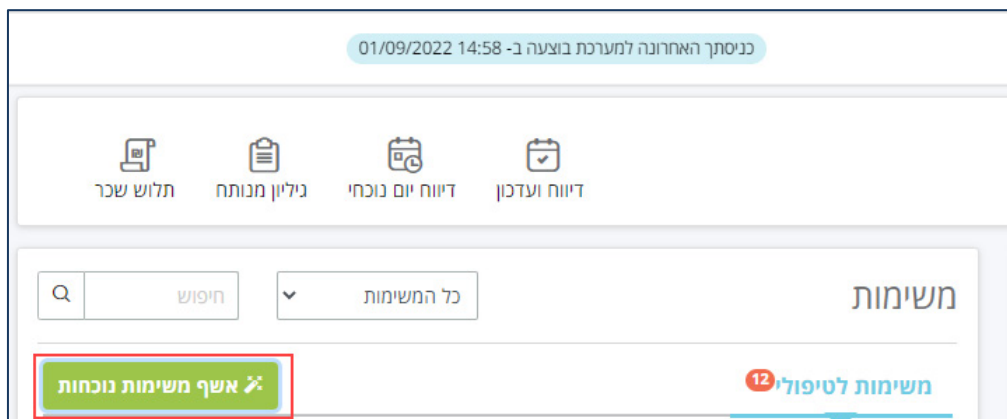 כניסתך האחרונה למערכת בוצעה ב- 14:58 01/09/2022
דיווח ועדכון
דיווח יום נוכחי
גיליון מנותח
תלוש שכר
משימות
כל המשימות
חיפוש
משימות לטיפולי 12
אשף משימות נוכחות